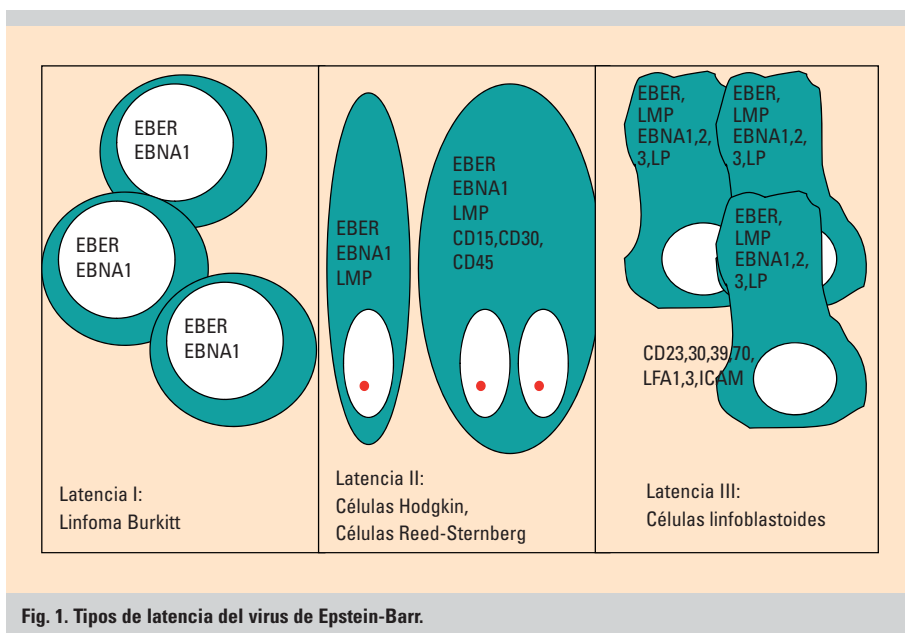 EBER
EBNA1
EBER
EBNA1
EBER
EBNA1
Latencia I:
Linfoma Burkitt
EBER
EBNA1
LMP
EBER
EBNA1
LMP
CD15,CD30,
CD45
Latencia II:
Células Hodgkin,
Células Reed-Sternberg
EBER,
LMP
EBNA1,2,
3,LP
EBER,
LMP
EBNA1,2,
3,LP
EBER,
LMP
EBNA1,2,
3,LP
CD23,30,39,70,
LFA1,3,ICAM
Latencia III:
Células linfoblastoides
Fig. 1. Tipos de latencia del virus de Epstein-Barr.